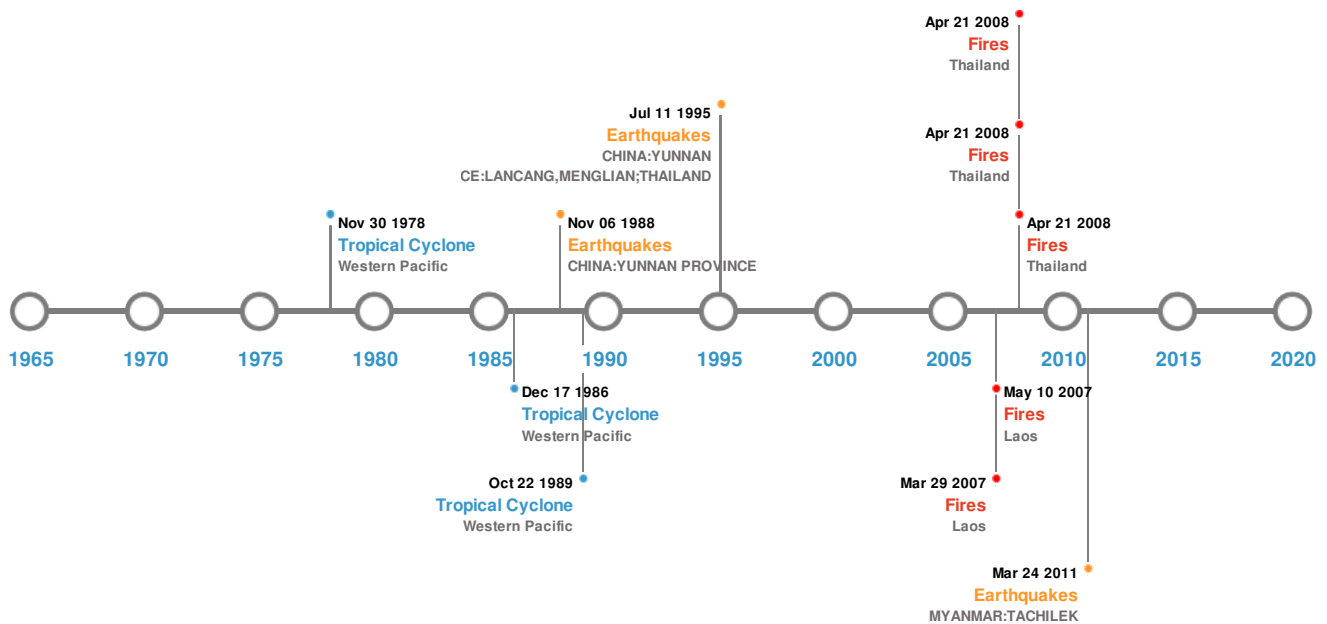 Apr 21 2008
Fires
Thailand
Jul 11 1995
Earthquakes
CHINA:YUNNAN
CE:LANCANG,MENGLIAN;THAILAND
Apr 21 2008
Fires
Thailand
Nov 30 1978
Tropical Cyclone
Western Pacific
Nov 06 1988
Earthquakes
CHINA:YUNNAN PROVINCE
Apr 21 2008
Fires
Thailand
1965 1970 1975 1980 1985 1990 1995 2000 2005 2010 2015 2020
Dec 17 1986
Tropical Cyclone
Western Pacific
May 10 2007
Fires
Laos
Oct 22 1989
Tropical Cyclone
Western Pacific
Mar 29 2007
Fires
Laos
Mar 24 2011
Earthquakes
MYANMAR:TACHILEK